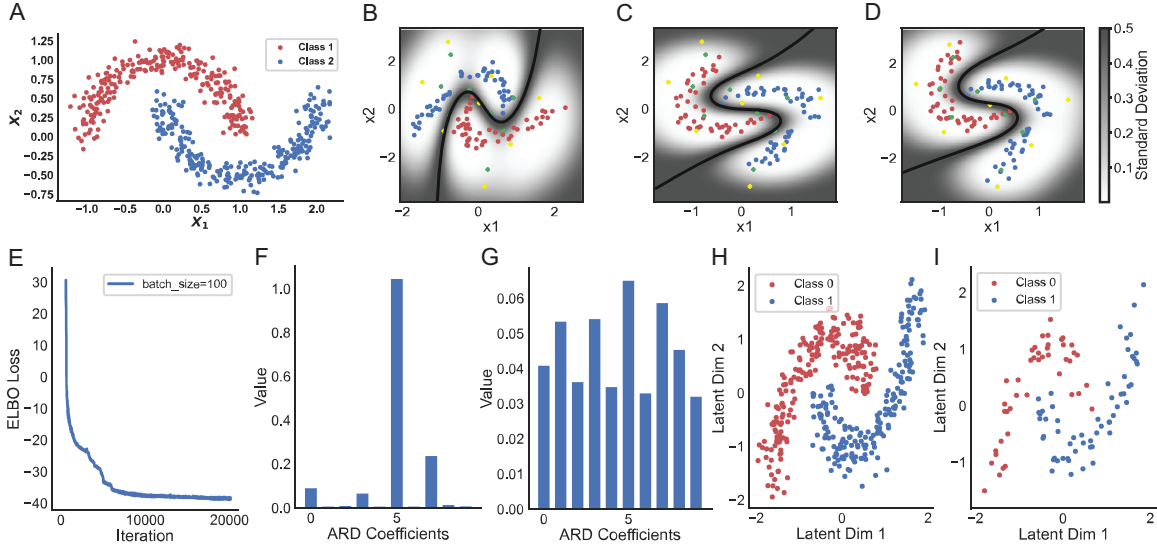 A
Class 1
Class 2
1.25
1.00
0.75
0.50
0.25
0.00
−0.25
−0.50
−0.75
X2
−1.0 −0.5 0.0 0.5 1.0 1.5 2.0
X1
B
x2
2
0
−2
−2 0 2
x1
C
x2
2
0
−2
−1 0 1
x1
D
x2
2
0
−2
−1 0 1
x1
0.5
0.4
0.3
0.2
0.1
Standard Deviation
E
batch_size=100
ELBO Loss
30
20
10
0
−10
−20
−30
−40
0 10000 20000
Iteration
F
Value
1.0
0.8
0.6
0.4
0.2
0.0
0 5
ARD Coefficients
G
Value
0.06
0.05
0.04
0.03
0.02
0.01
0.00
0 5
ARD Coefficients
H
Class 0
Class 1
Latent Dim 2
2
1
0
−1
−2
−2 0 2
Latent Dim 1
I
Class 0
Class 1
Latent Dim 2
2
1
0
−1
−2 0 2
Latent Dim 1